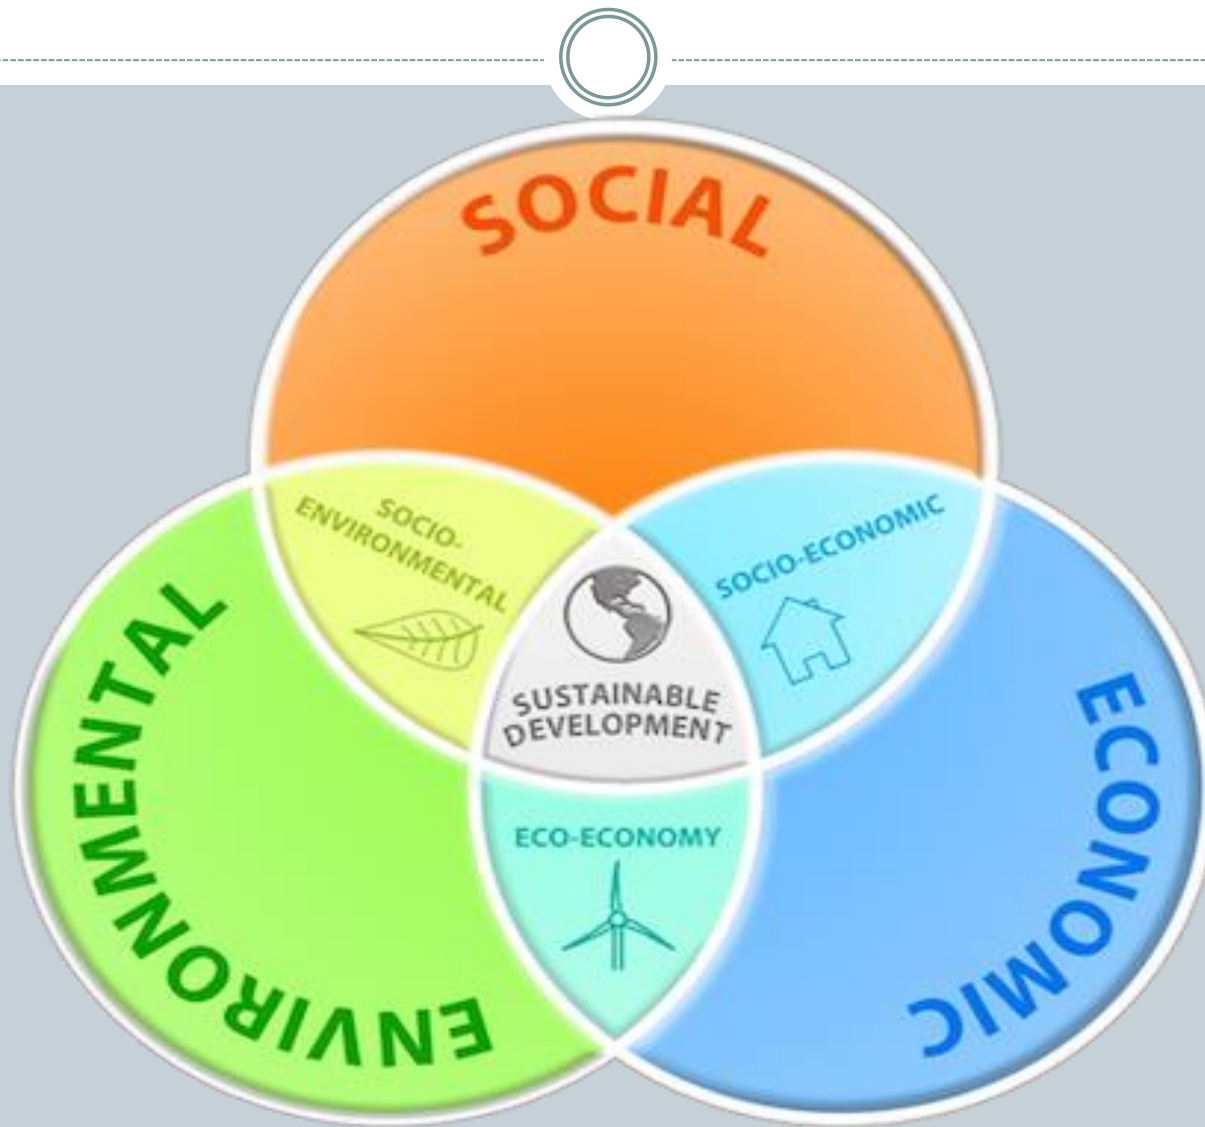 SOCIAL
SOCIO-
ENVIRONMENTAL
SOCIO-ECONOMIC
SUSTAINABLE
DEVELOPMENT
ENVIRONMENTAL
ECONOMIC
ECO-ECONOMY